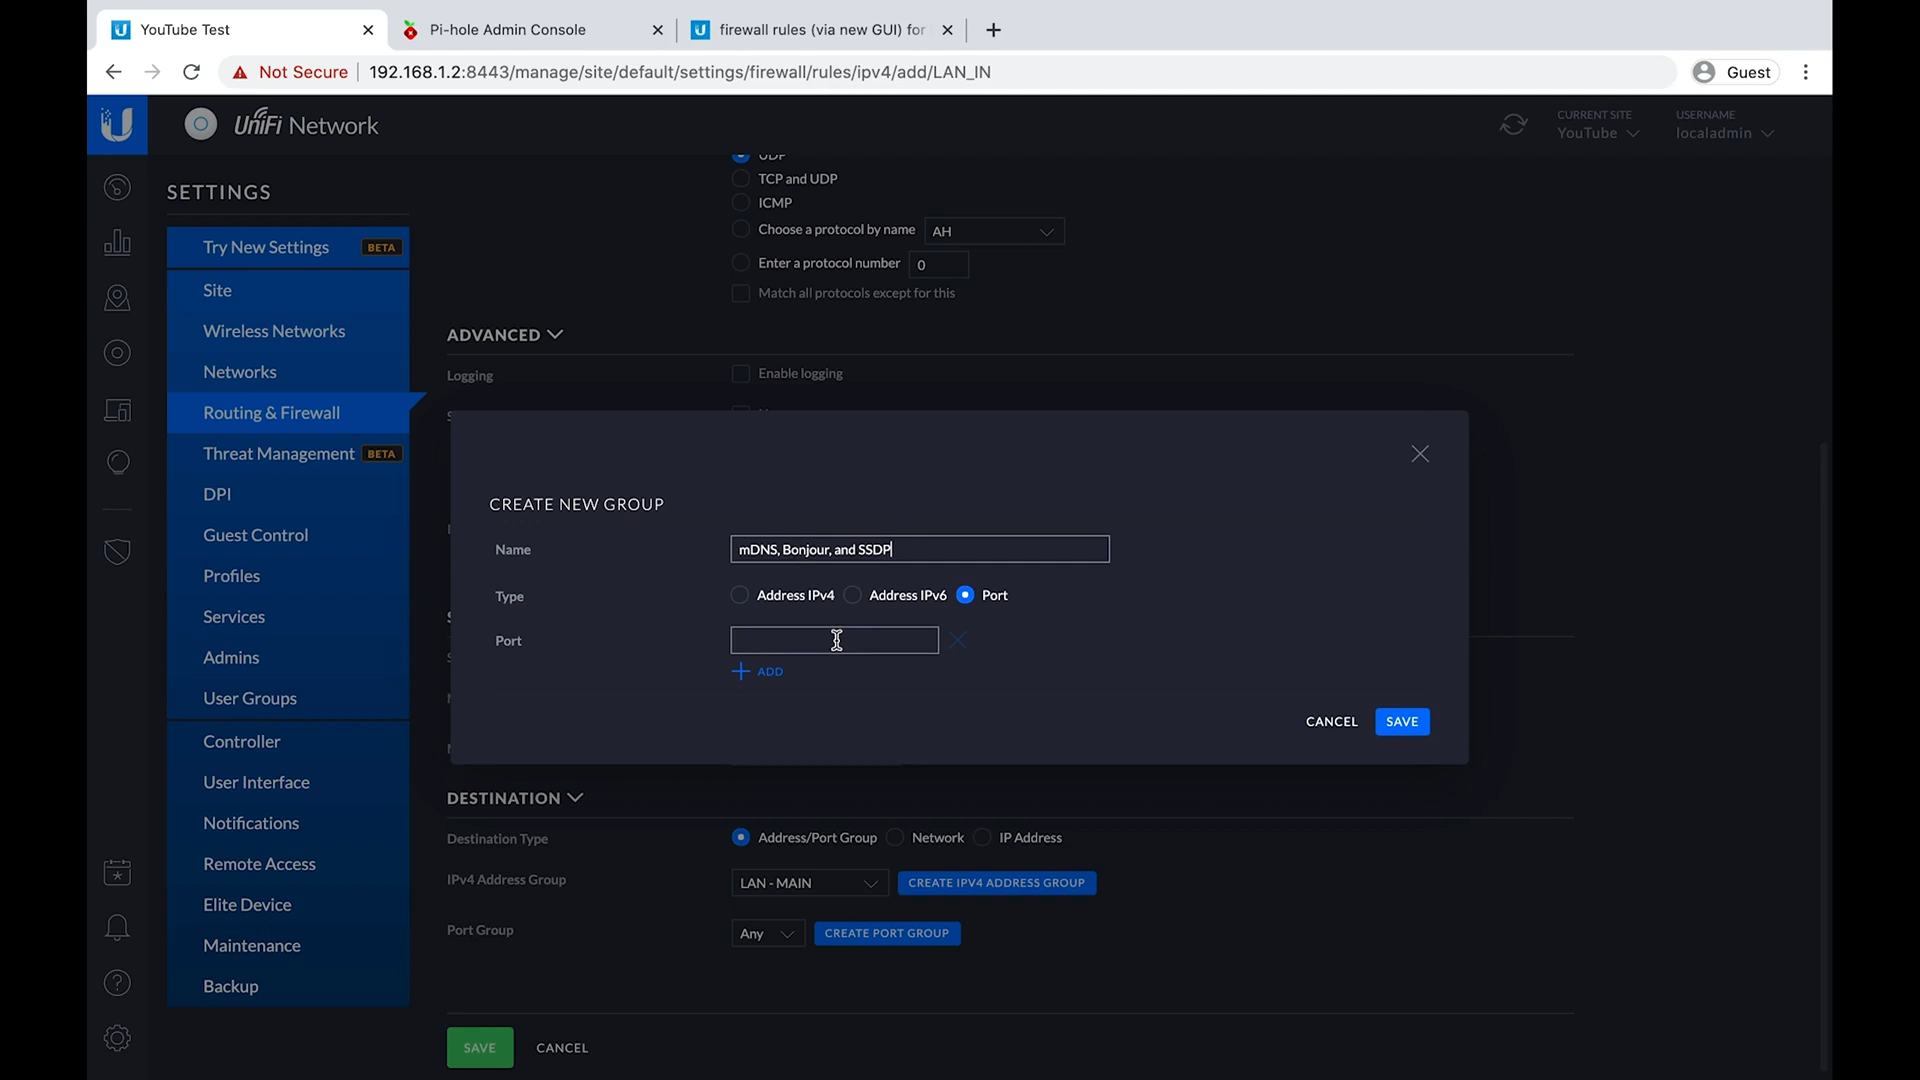 YouTube Test
Pi-hole Admin Console
firewall rules (via new GUI) for
Not Secure
192.168.1.2:8443/manage/site/default/settings/firewall/rules/ipv4/add/LAN_IN
Guest
UniFi Network
CURRENT SITE
YouTube
USERNAME
localadmin
SETTINGS
Try New Settings BETA
Site
Wireless Networks
Networks
Routing & Firewall
Threat Management BETA
DPI
Guest Control
Profiles
Services
Admins
User Groups
Controller
User Interface
Notifications
Remote Access
Elite Device
Maintenance
Backup
UDP
TCP and UDP
ICMP
Choose a protocol by name AH
Enter a protocol number 0
Match all protocols except for this
ADVANCED
Logging Enable logging
CREATE NEW GROUP
Name mDNS, Bonjour, and SSDP
Type Address IPv4 Address IPv6 Port
Port
ADD
CANCEL SAVE
DESTINATION
Destination Type Address/Port Group Network IP Address
IPv4 Address Group LAN - MAIN CREATE IPV4 ADDRESS GROUP
Port Group Any CREATE PORT GROUP
SAVE CANCEL